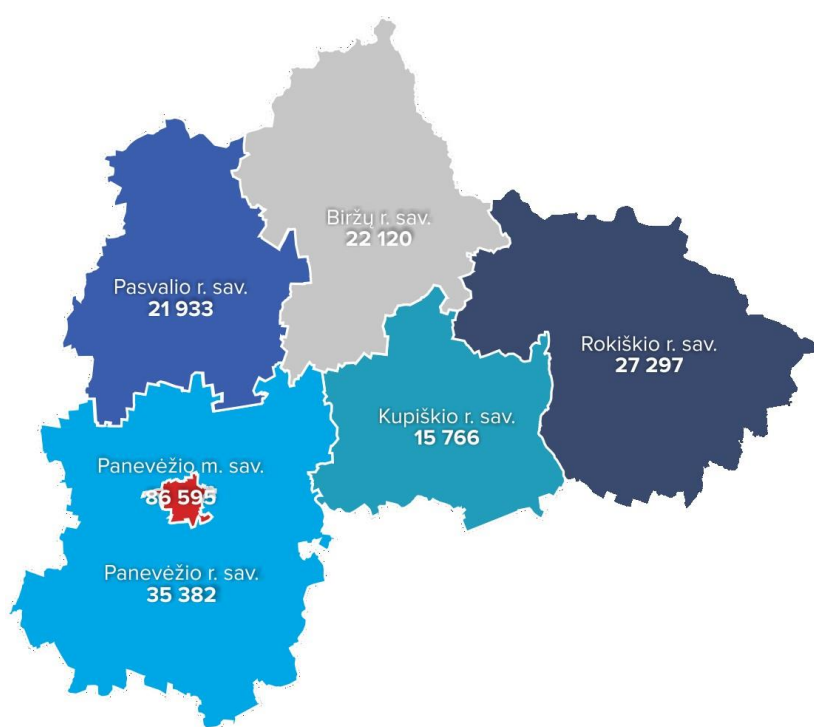 Biržų r. sav.
22 120
Pasvalio r. sav.
21 933
Rokiškio r. sav.
27 297
Kupiškio r. sav.
15 766
Panevėžio m. sav.
86 595
Panevėžio r. sav.
35 382